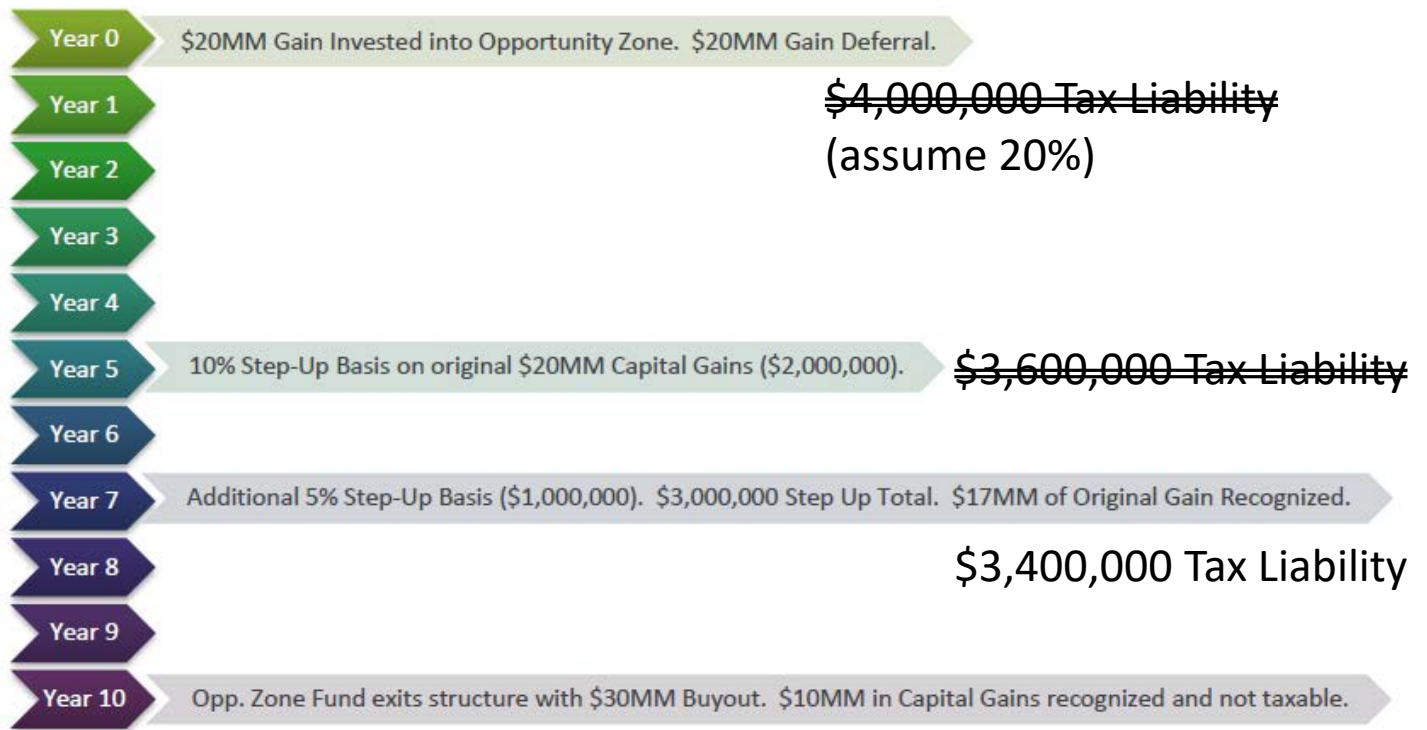 Year 0
$20MM Gain Invested into Opportunity Zone. $20MM Gain Deferral.
Year 1
$4,000,000 Tax Liability
(assume 20%)
Year 2
Year 3
Year 4
Year 5
10% Step-Up Basis on original $20MM Capital Gains ($2,000,000).
$3,600,000 Tax Liability
Year 6
Year 7
Additional 5% Step-Up Basis ($1,000,000). $3,000,000 Step Up Total. $17MM of Original Gain Recognized.
Year 8
$3,400,000 Tax Liability
Year 9
Year 10
Opp. Zone Fund exits structure with $30MM Buyout. $10MM in Capital Gains recognized and not taxable.